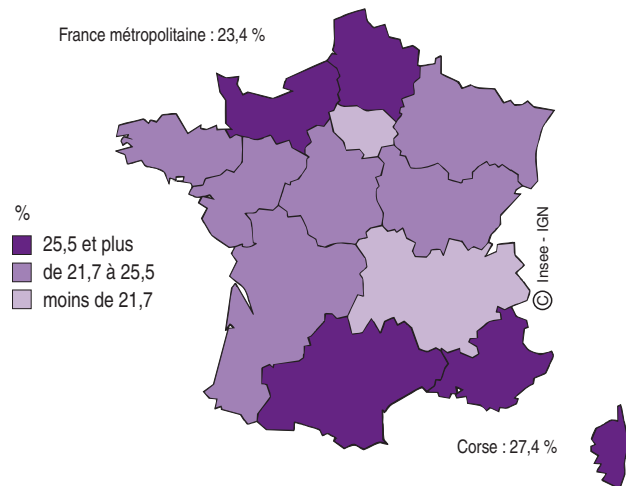 France métropolitaine : 23,4 %
%
25,5 et plus
de 21,7 à 25,5
moins de 21,7
© Insee - IGN
Corse : 27,4 %